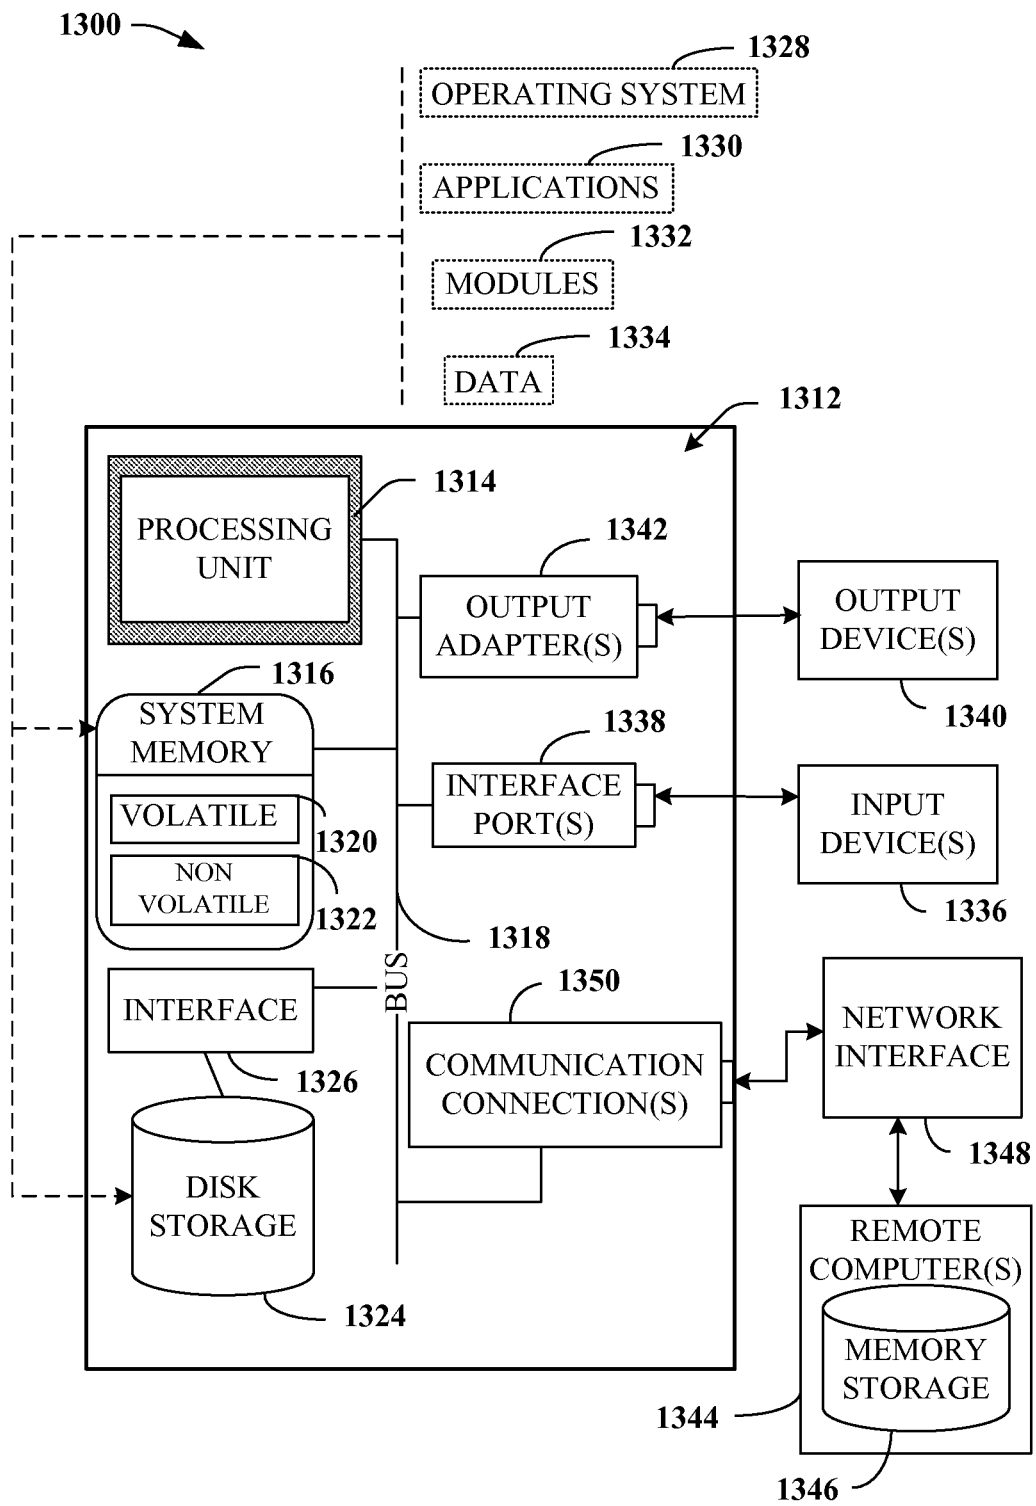 1300
1328
OPERATING SYSTEM
1330
APPLICATIONS
1332
MODULES
1334
DATA
1312
1314
PROCESSING
UNIT
1342
OUTPUT
ADAPTER(S)
OUTPUT
DEVICE(S)
1340
1316
SYSTEM
MEMORY
1338
INTERFACE
PORT(S)
INPUT
DEVICE(S)
1336
VOLATILE
1320
NON
VOLATILE
1322
1318
BUS
INTERFACE
1326
1350
COMMUNICATION
CONNECTION(S)
NETWORK
INTERFACE
1348
DISK
STORAGE
1324
REMOTE
COMPUTER(S)
MEMORY
STORAGE
1344
1346